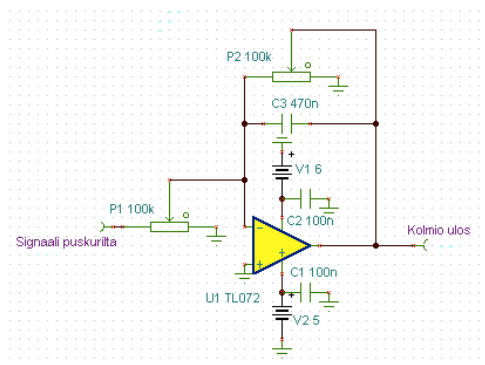 P2 100k
C3 470n
+
V1 6
P1 100k
C2 100n
Signaali puskurilta
Kolmio ulos
−
+
+
C1 100n
U1 TL072
+
V2 5